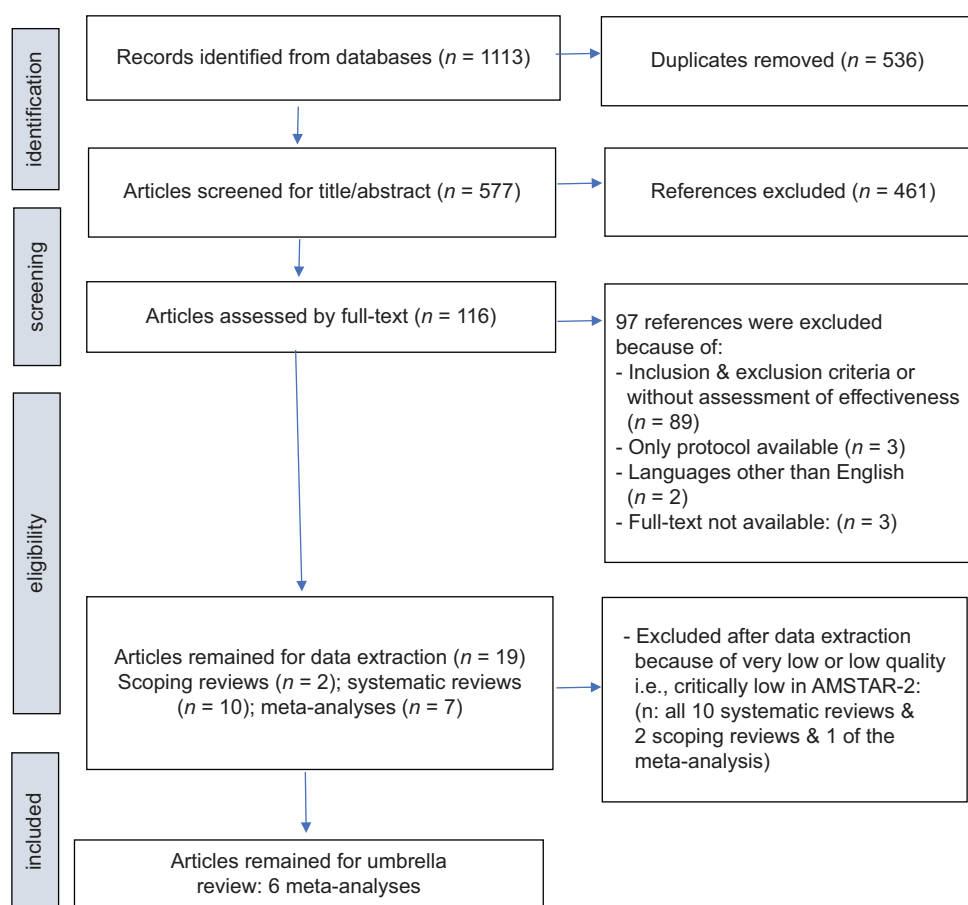 identification
Records identified from databases (n = 1113)
Duplicates removed (n = 536)
Articles screened for title/abstract (n = 577)
References excluded (n = 461)
screening
Articles assessed by full-text (n = 116)
97 references were excluded
because of:
- Inclusion & exclusion criteria or
without assessment of effectiveness
(n = 89)
- Only protocol available (n = 3)
- Languages other than English
(n = 2)
- Full-text not available: (n = 3)
eligibility
Articles remained for data extraction (n = 19)
Scoping reviews (n = 2); systematic reviews
(n = 10); meta-analyses (n = 7)
- Excluded after data extraction
because of very low or low quality
i.e., critically low in AMSTAR-2:
(n: all 10 systematic reviews &
2 scoping reviews & 1 of the
meta-analysis)
included
Articles remained for umbrella
review: 6 meta-analyses